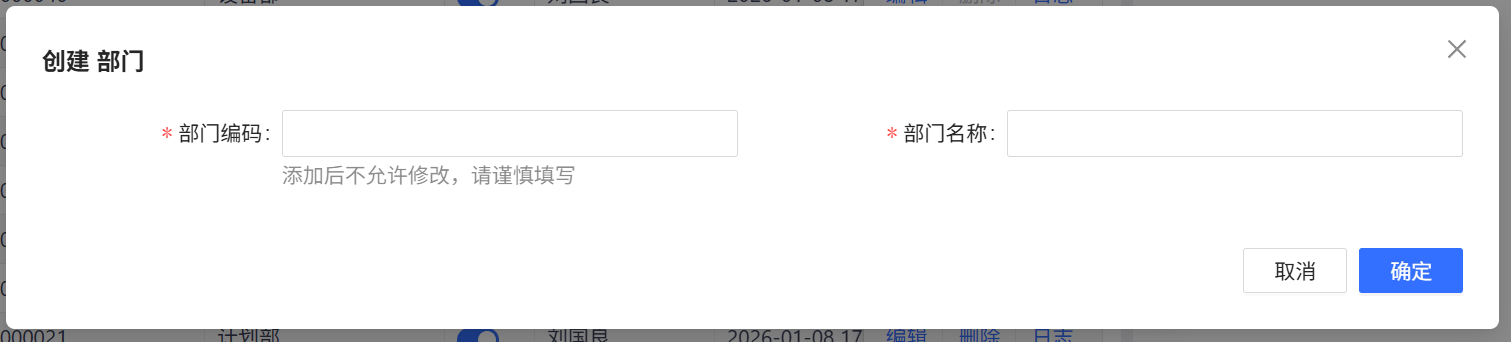 创建 部门
* 部门编码:
* 部门名称:
添加后不允许修改，请谨慎填写
取消
确定
000021 计划部 刘国良 2026-01-08 17 编辑 删除 日志